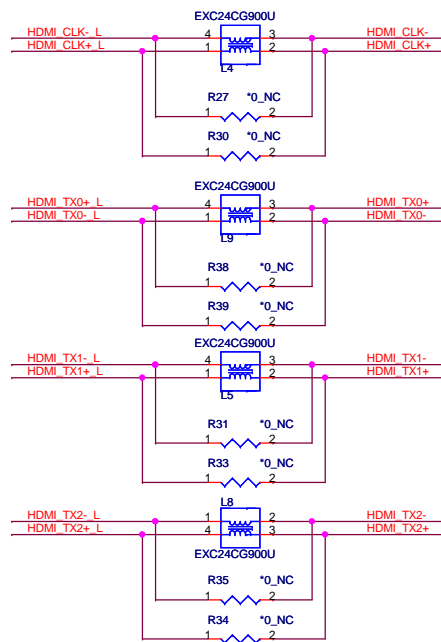 EXC24CG900U
HDMI_CLK-_L 4 3 HDMI_CLK-
HDMI_CLK+_L 1 2 HDMI_CLK+
L4
R27 *0_NC
1 2
R30 *0_NC
1 2
EXC24CG900U
HDMI_TX0+_L 4 3 HDMI_TX0+
HDMI_TX0-_L 1 2 HDMI_TX0-
L9
R38 *0_NC
1 2
R39 *0_NC
1 2
EXC24CG900U
HDMI_TX1-_L 4 3 HDMI_TX1-
HDMI_TX1+_L 1 2 HDMI_TX1+
L5
R31 *0_NC
1 2
R33 *0_NC
1 2
L8
HDMI_TX2-_L 1 2 HDMI_TX2-
HDMI_TX2+_L 4 3 HDMI_TX2+
EXC24CG900U
R35 *0_NC
1 2
R34 *0_NC
1 2